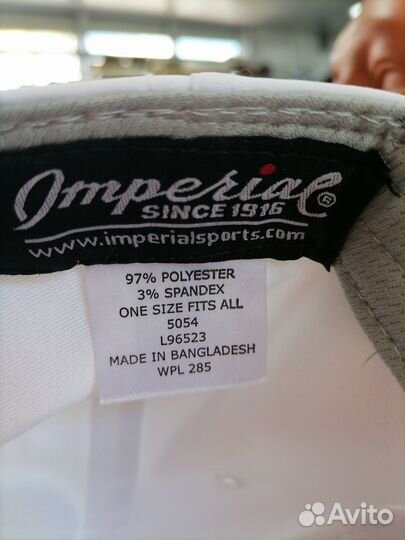 Imperial®
SINCE 1916
www.imperialsports.com
97% POLYESTER
3% SPANDEX
ONE SIZE FITS ALL
5054
L96523
MADE IN BANGLADESH
WPL 285
Avito